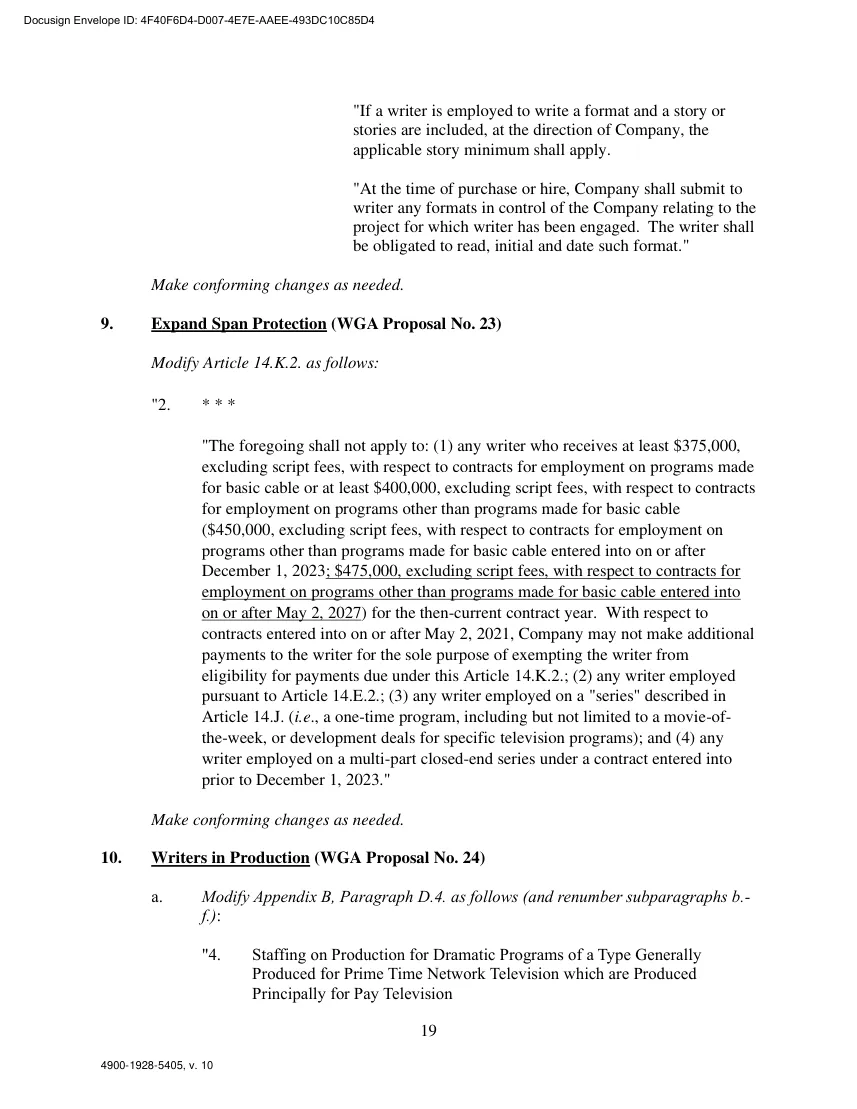 Docusign Envelope ID: 4F40F6D4-D007-4E7E-AAEE-493DC10C85D4
"If a writer is employed to write a format and a story or
stories are included, at the direction of Company, the
applicable story minimum shall apply.
"At the time of purchase or hire, Company shall submit to
writer any formats in control of the Company relating to the
project for which writer has been engaged.  The writer shall
be obligated to read, initial and date such format."
Make conforming changes as needed.
9. Expand Span Protection (WGA Proposal No. 23)
Modify Article 14.K.2. as follows:
"2. * * *
"The foregoing shall not apply to: (1) any writer who receives at least $375,000,
excluding script fees, with respect to contracts for employment on programs made
for basic cable or at least $400,000, excluding script fees, with respect to contracts
for employment on programs other than programs made for basic cable
($450,000, excluding script fees, with respect to contracts for employment on
programs other than programs made for basic cable entered into on or after
December 1, 2023; $475,000, excluding script fees, with respect to contracts for
employment on programs other than programs made for basic cable entered into
on or after May 2, 2027) for the then-current contract year.  With respect to
contracts entered into on or after May 2, 2021, Company may not make additional
payments to the writer for the sole purpose of exempting the writer from
eligibility for payments due under this Article 14.K.2.; (2) any writer employed
pursuant to Article 14.E.2.; (3) any writer employed on a "series" described in
Article 14.J. (i.e., a one-time program, including but not limited to a movie-of-
the-week, or development deals for specific television programs); and (4) any
writer employed on a multi-part closed-end series under a contract entered into
prior to December 1, 2023."
Make conforming changes as needed.
10. Writers in Production (WGA Proposal No. 24)
a. Modify Appendix B, Paragraph D.4. as follows (and renumber subparagraphs b.-
f.):
"4. Staffing on Production for Dramatic Programs of a Type Generally
Produced for Prime Time Network Television which are Produced
Principally for Pay Television
19
4900-1928-5405, v. 10